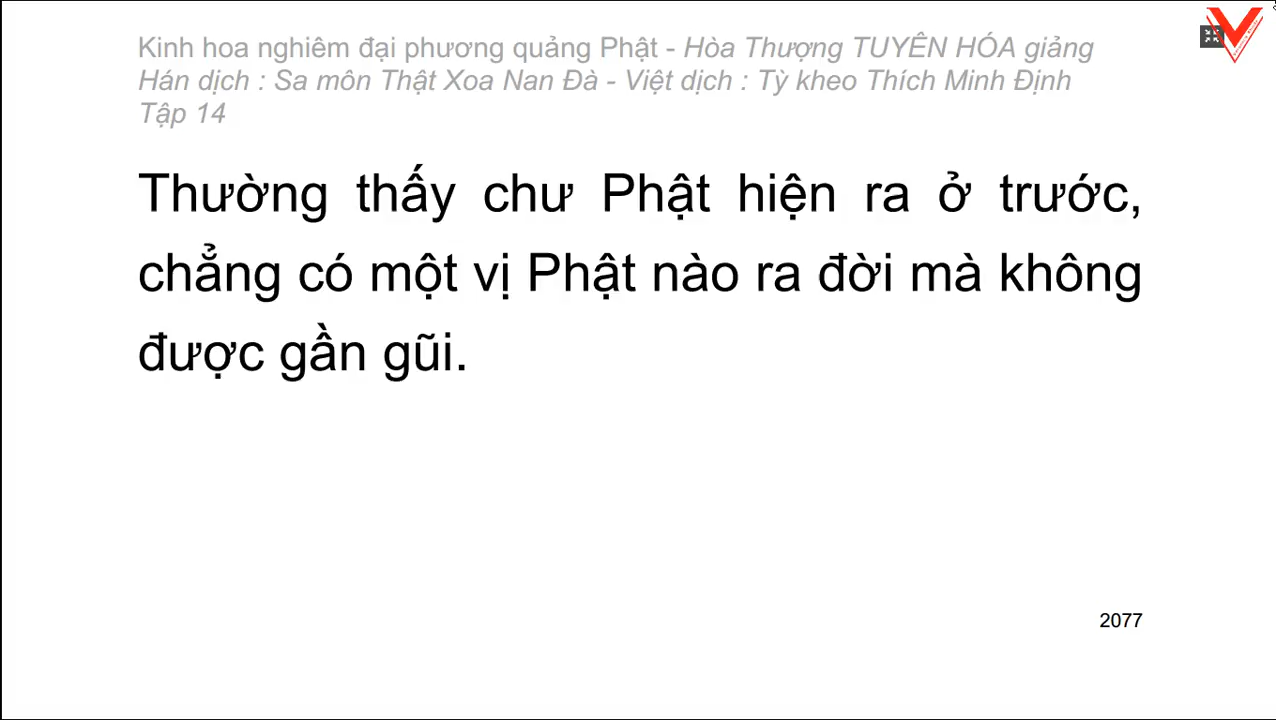 Kinh hoa nghiêm đại phương quảng Phật - Hòa Thượng TUYÊN HÓA giảng
Hán dịch : Sa môn Thật Xoa Nan Đà - Việt dịch : Tỳ kheo Thích Minh Định
Tập 14
Thường thấy chư Phật hiện ra ở trước,
chẳng có một vị Phật nào ra đời mà không
được gần gũi.
2077